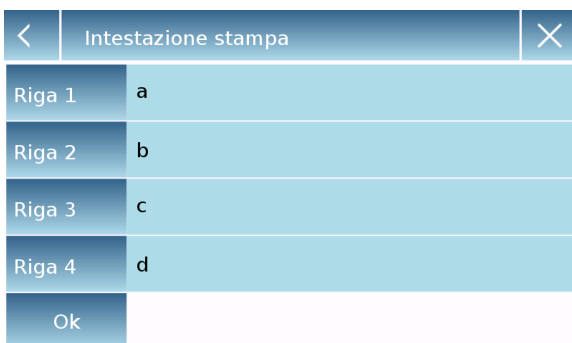 Intestazione stampa
Riga 1 a
Riga 2 b
Riga 3 c
Riga 4 d
Ok